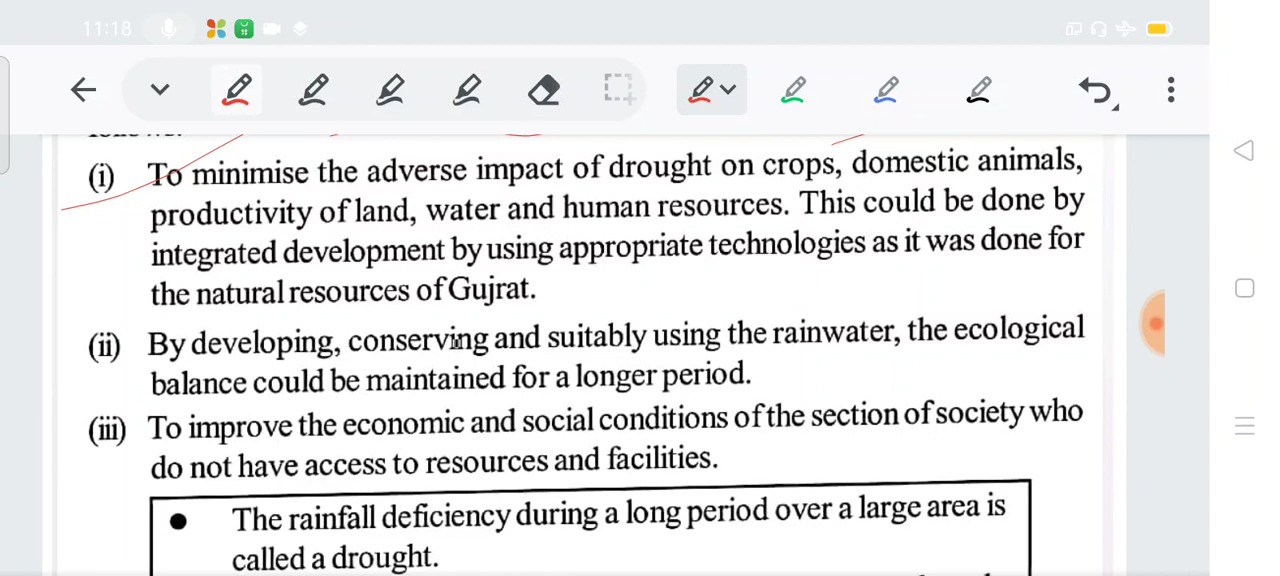 11:18
(i) To minimise the adverse impact of drought on crops, domestic animals,
productivity of land, water and human resources. This could be done by
integrated development by using appropriate technologies as it was done for
the natural resources of Gujrat.
(ii) By developing, conserving and suitably using the rainwater, the ecological
balance could be maintained for a longer period.
(iii) To improve the economic and social conditions of the section of society who
do not have access to resources and facilities.
● The rainfall deficiency during a long period over a large area is
called a drought.